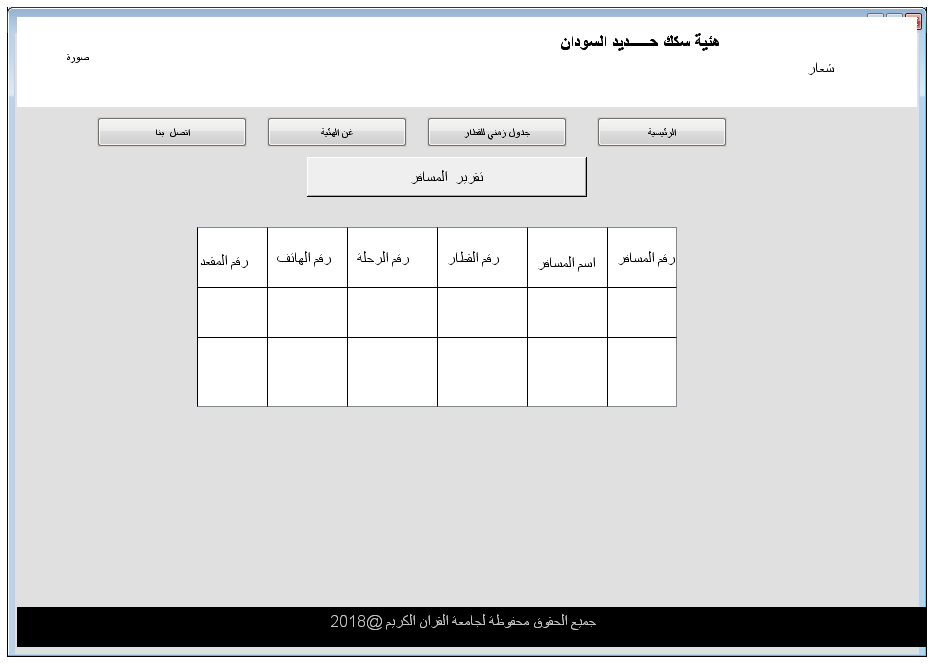 هئية سكك حـــديد السودان
شعار
صورة
الرئيسية
جدول زمني للقطار
عن الهئية
اتصل بنا
تقرير المسافر
رقم المسافر
اسم المسافر
رقم القطار
رقم الرحلة
رقم الهاتف
رقم المقعد
جميع الحقوق محفوظة لجامعة القران الكريم @2018